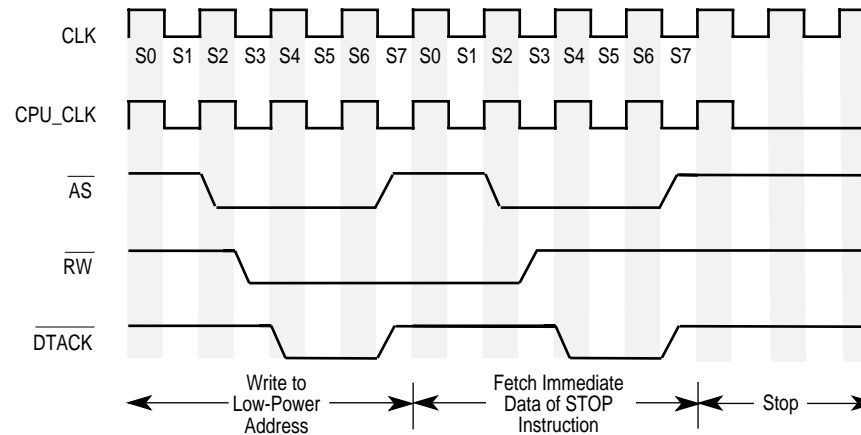 CLK
S0 S1 S2 S3 S4 S5 S6 S7 S0 S1 S2 S3 S4 S5 S6 S7
CPU_CLK
AS
RW
DTACK
Write to
Low-Power
Address
Fetch Immediate
Data of STOP
Instruction
Stop